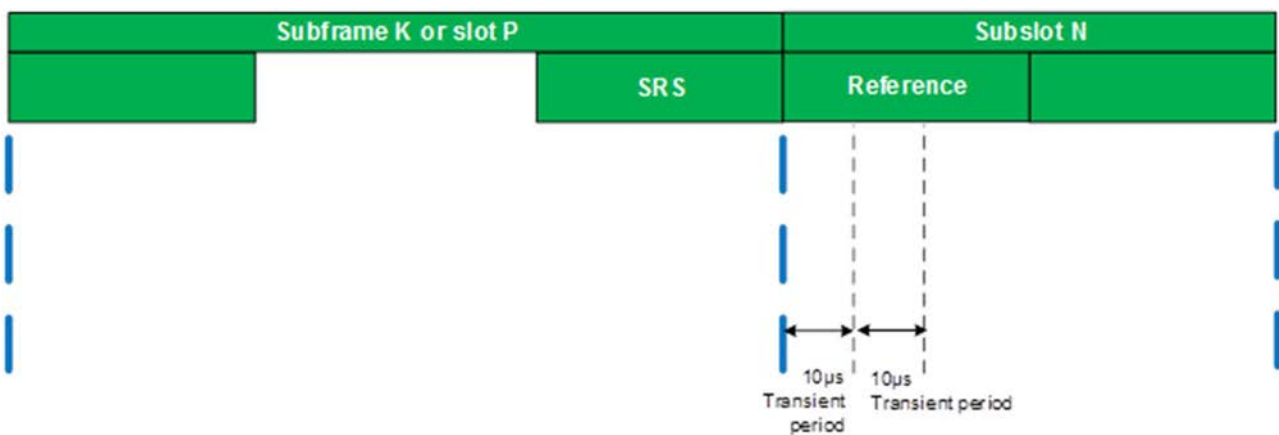 Subframe K or slot P
Subslot N
SRS
Reference
10µs
Transient
period
10µs
Transient period